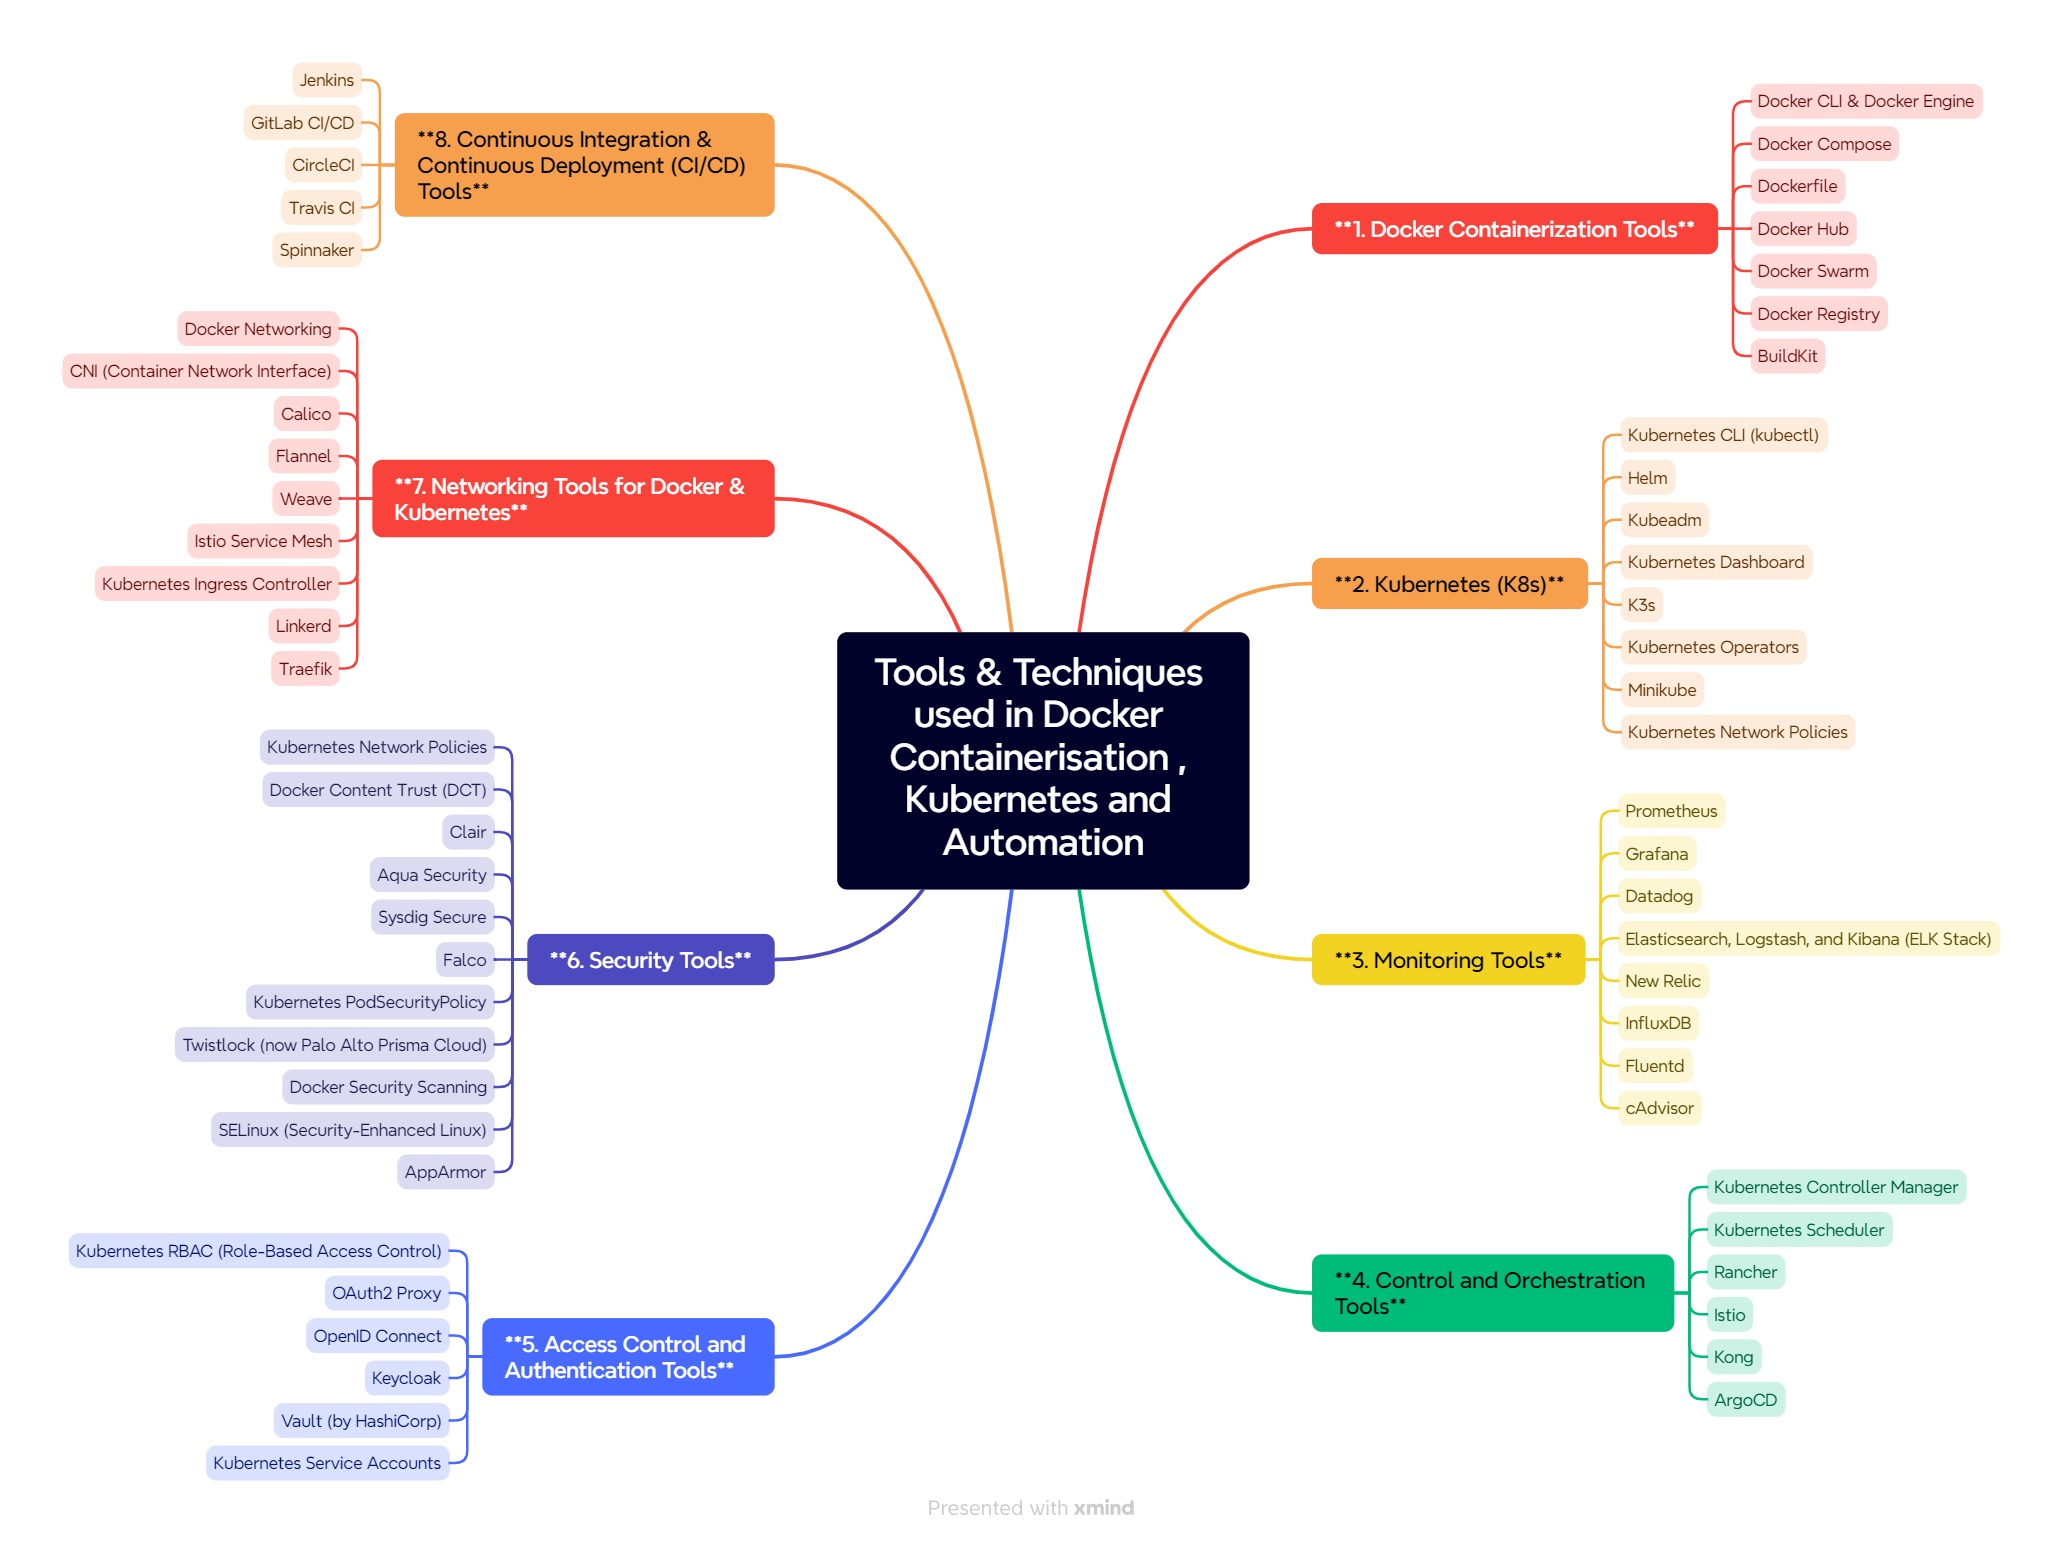 Tools & Techniques
used in Docker
Containerisation ,
Kubernetes and
Automation
**1. Docker Containerization Tools**
Docker CLI & Docker Engine
Docker Compose
Dockerfile
Docker Hub
Docker Swarm
Docker Registry
BuildKit
**2. Kubernetes (K8s)**
Kubernetes CLI (kubectl)
Helm
Kubeadm
Kubernetes Dashboard
K3s
Kubernetes Operators
Minikube
Kubernetes Network Policies
**3. Monitoring Tools**
Prometheus
Grafana
Datadog
Elasticsearch, Logstash, and Kibana (ELK Stack)
New Relic
InfluxDB
Fluentd
cAdvisor
**4. Control and Orchestration
Tools**
Kubernetes Controller Manager
Kubernetes Scheduler
Rancher
Istio
Kong
ArgoCD
**5. Access Control and
Authentication Tools**
Kubernetes RBAC (Role-Based Access Control)
OAuth2 Proxy
OpenID Connect
Keycloak
Vault (by HashiCorp)
Kubernetes Service Accounts
**6. Security Tools**
Kubernetes Network Policies
Docker Content Trust (DCT)
Clair
Aqua Security
Sysdig Secure
Falco
Kubernetes PodSecurityPolicy
Twistlock (now Palo Alto Prisma Cloud)
Docker Security Scanning
SELinux (Security-Enhanced Linux)
AppArmor
**7. Networking Tools for Docker &
Kubernetes**
Docker Networking
CNI (Container Network Interface)
Calico
Flannel
Weave
Istio Service Mesh
Kubernetes Ingress Controller
Linkerd
Traefik
**8. Continuous Integration &
Continuous Deployment (CI/CD)
Tools**
Jenkins
GitLab CI/CD
CircleCI
Travis CI
Spinnaker
Presented with xmind